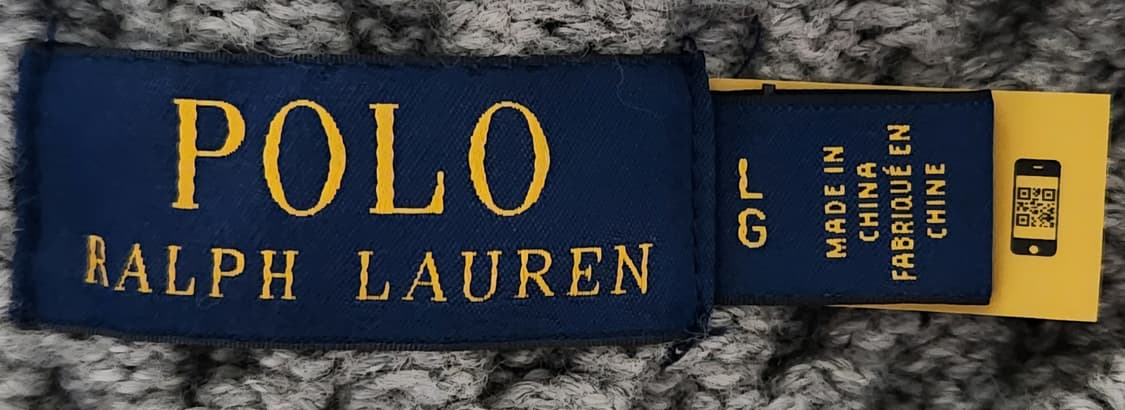 POLO
RALPH LAUREN
L
G
MADE IN
CHINA
FABRIQUÉ EN
CHINE